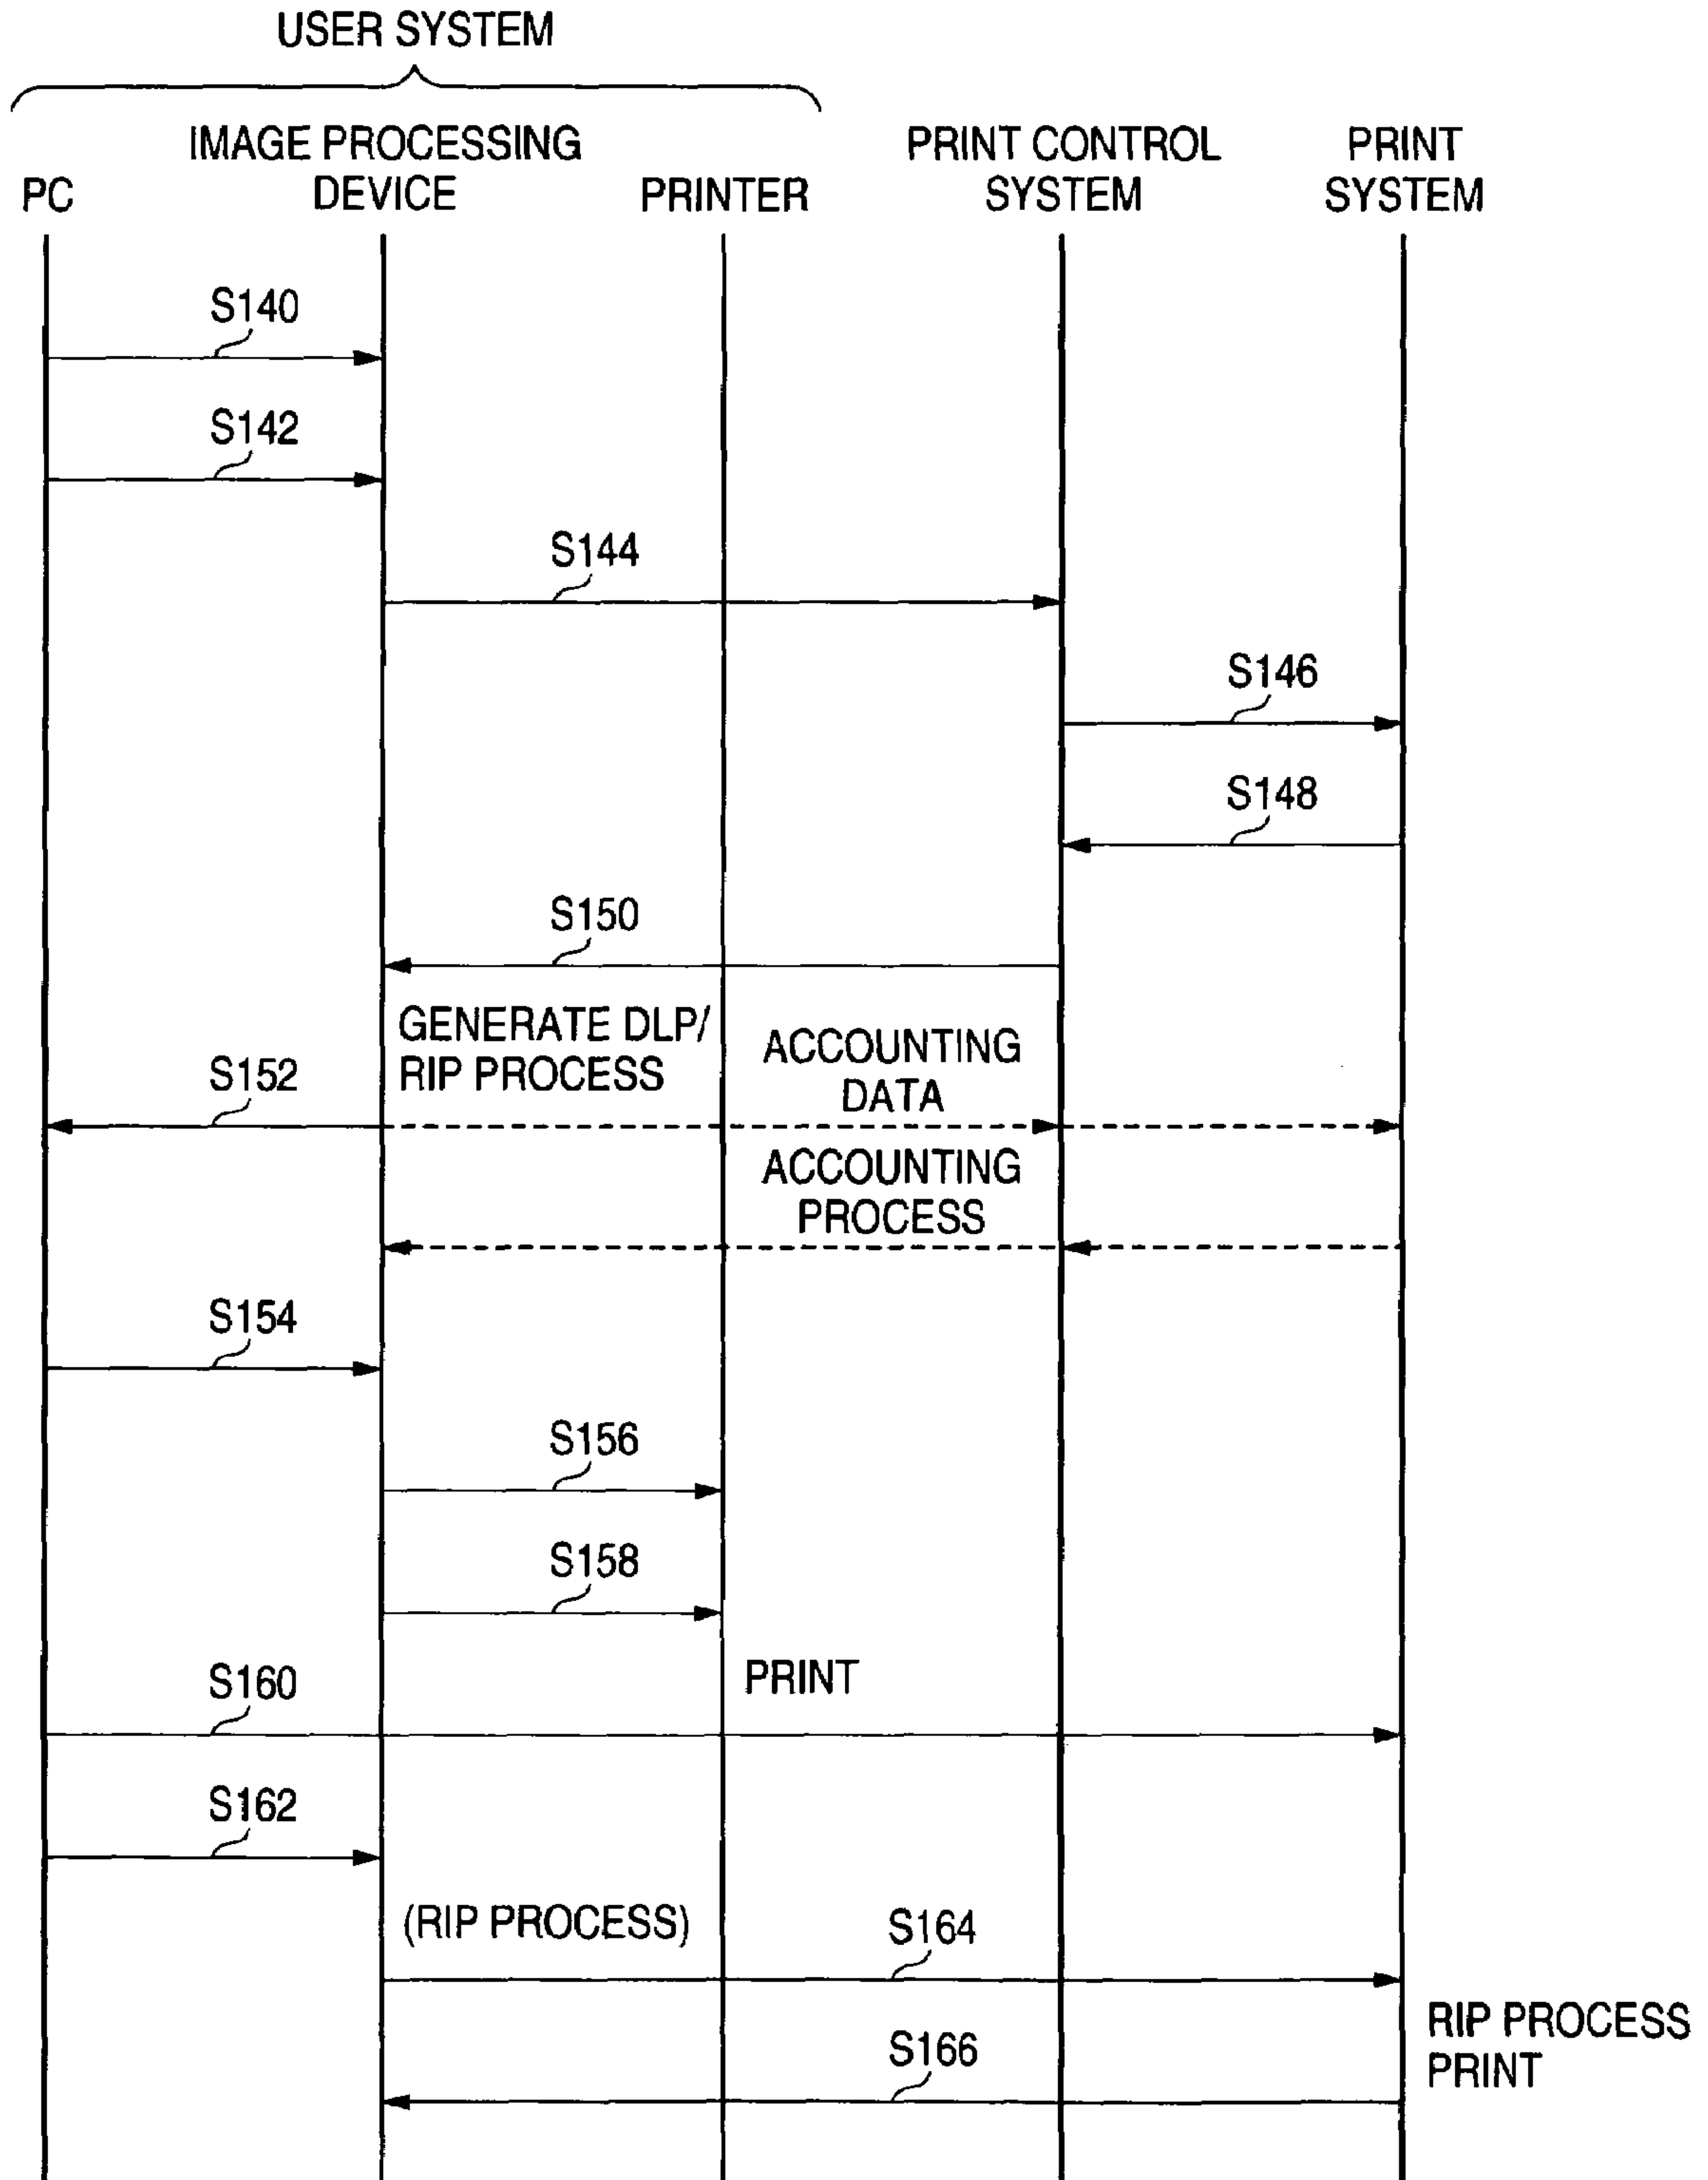 USER SYSTEM
IMAGE PROCESSING
DEVICE
PC
PRINTER
PRINT CONTROL
SYSTEM
PRINT
SYSTEM
S140
S142
S144
S146
S148
S150
GENERATE DLP/
RIP PROCESS
ACCOUNTING
DATA
S152
ACCOUNTING
PROCESS
S154
S156
S158
PRINT
S160
S162
(RIP PROCESS)
S164
RIP PROCESS
PRINT
S166